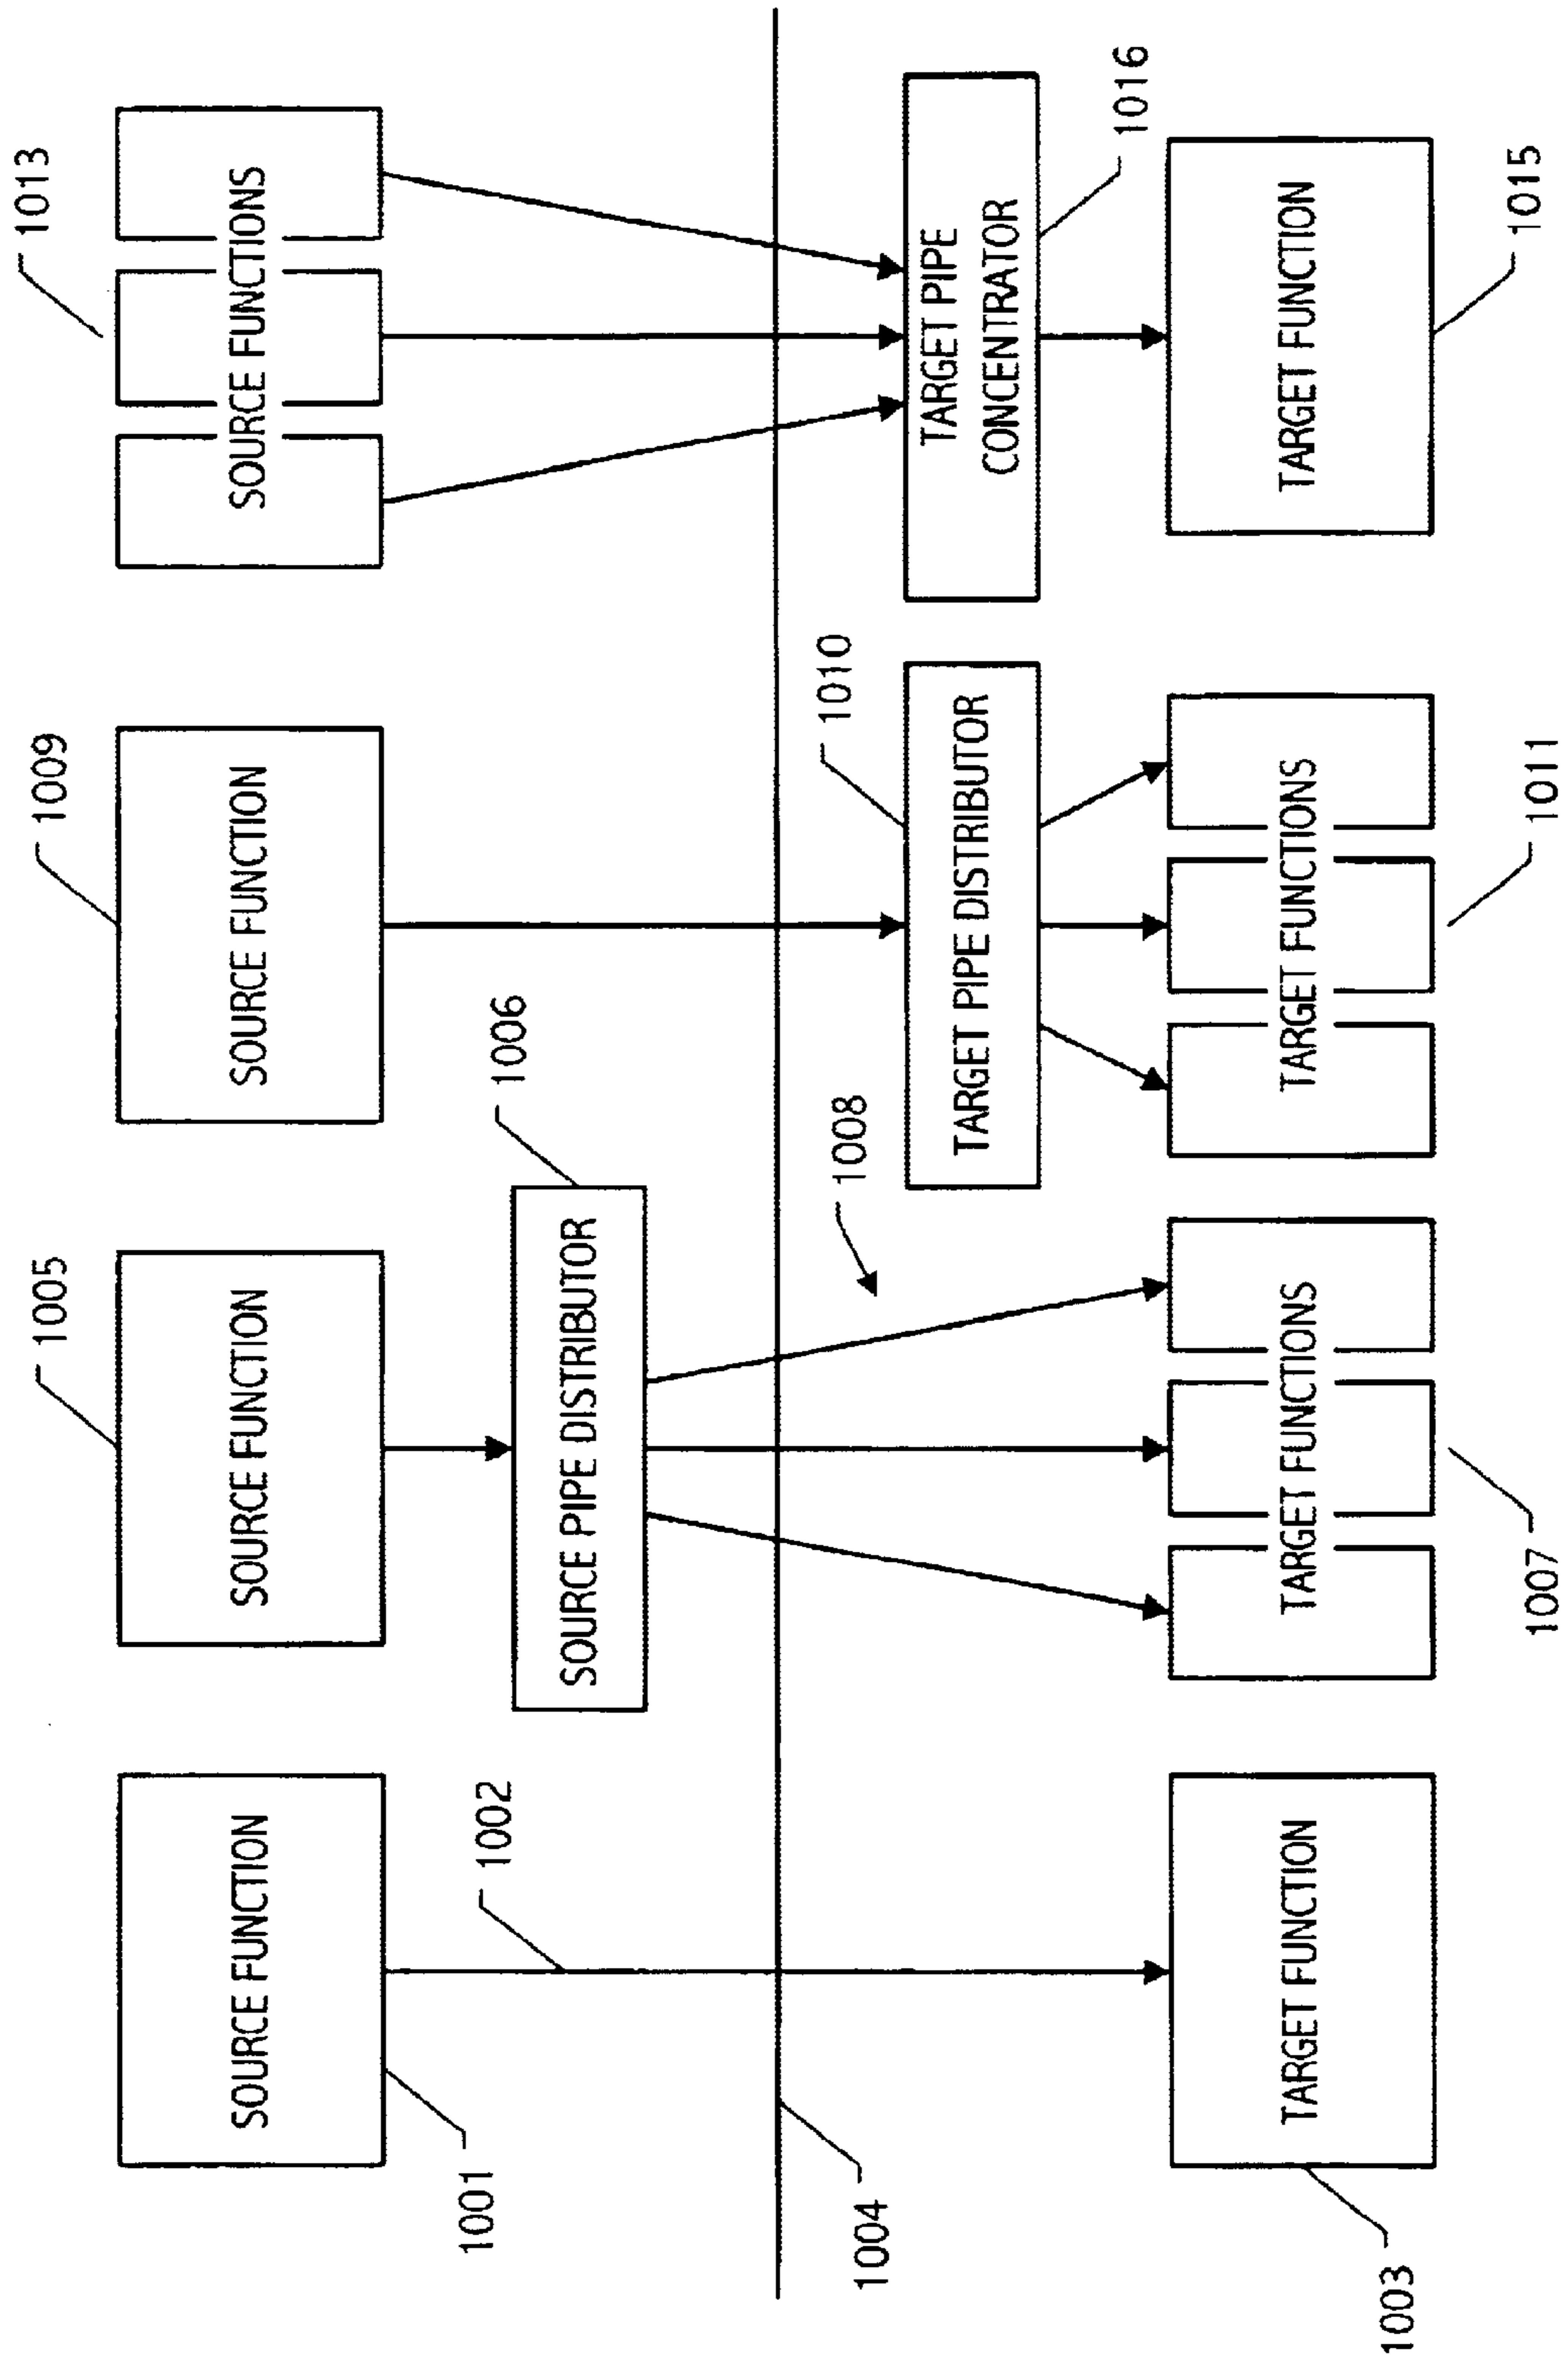 1001
SOURCE FUNCTION
1002
1004
TARGET FUNCTION
1003
1005
SOURCE FUNCTION
1006
SOURCE PIPE DISTRIBUTOR
1008
TARGET FUNCTIONS
1007
1009
SOURCE FUNCTION
1010
TARGET PIPE DISTRIBUTOR
TARGET FUNCTIONS
1011
1013
SOURCE FUNCTIONS
TARGET PIPE
CONCENTRATOR
1016
TARGET FUNCTION
1015